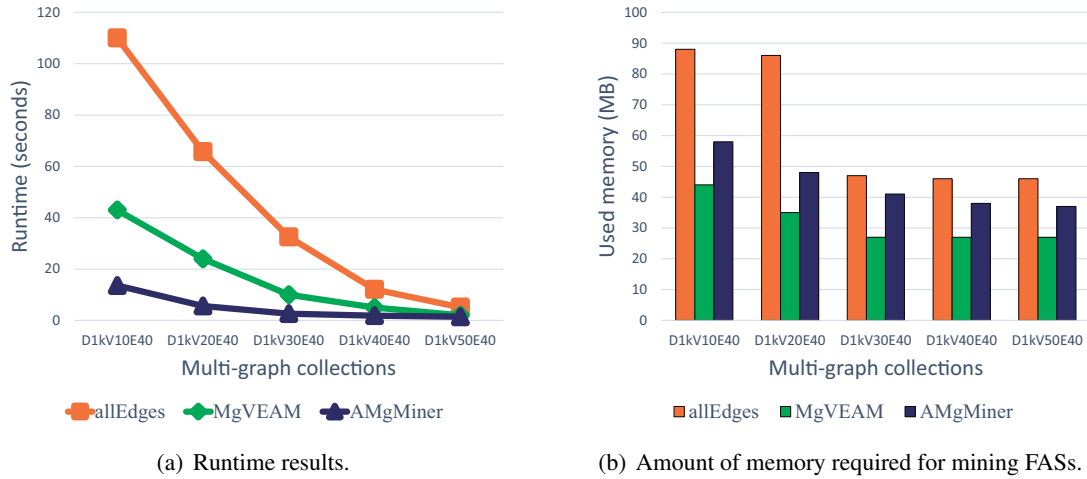 120
100
80
60
40
20
0
Runtime (seconds)
D1kV10E40 D1kV20E40 D1kV30E40 D1kV40E40 D1kV50E40
Multi-graph collections
allEdges MgVEAM AMgMiner
(a) Runtime results.
100
90
80
70
60
50
40
30
20
10
0
Used memory (MB)
D1kV10E40 D1kV20E40 D1kV30E40 D1kV40E40 D1kV50E40
Multi-graph collections
allEdges MgVEAM AMgMiner
(b) Amount of memory required for mining FASs.